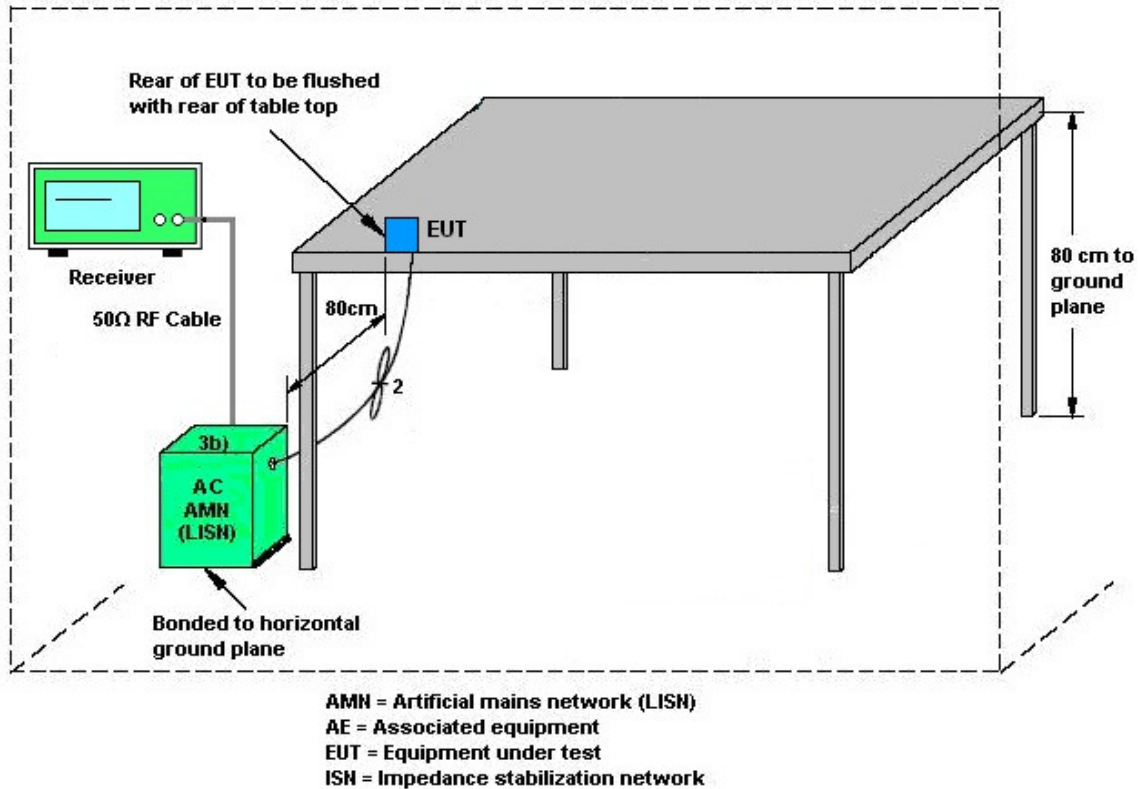 Rear of EUT to be flushed
with rear of table top
EUT
Receiver
50Ω RF Cable
80cm
80 cm to
ground
plane
2
3b)
AC
AMN
(LISN)
Bonded to horizontal
ground plane
AMN = Artificial mains network (LISN)
AE = Associated equipment
EUT = Equipment under test
ISN = Impedance stabilization network